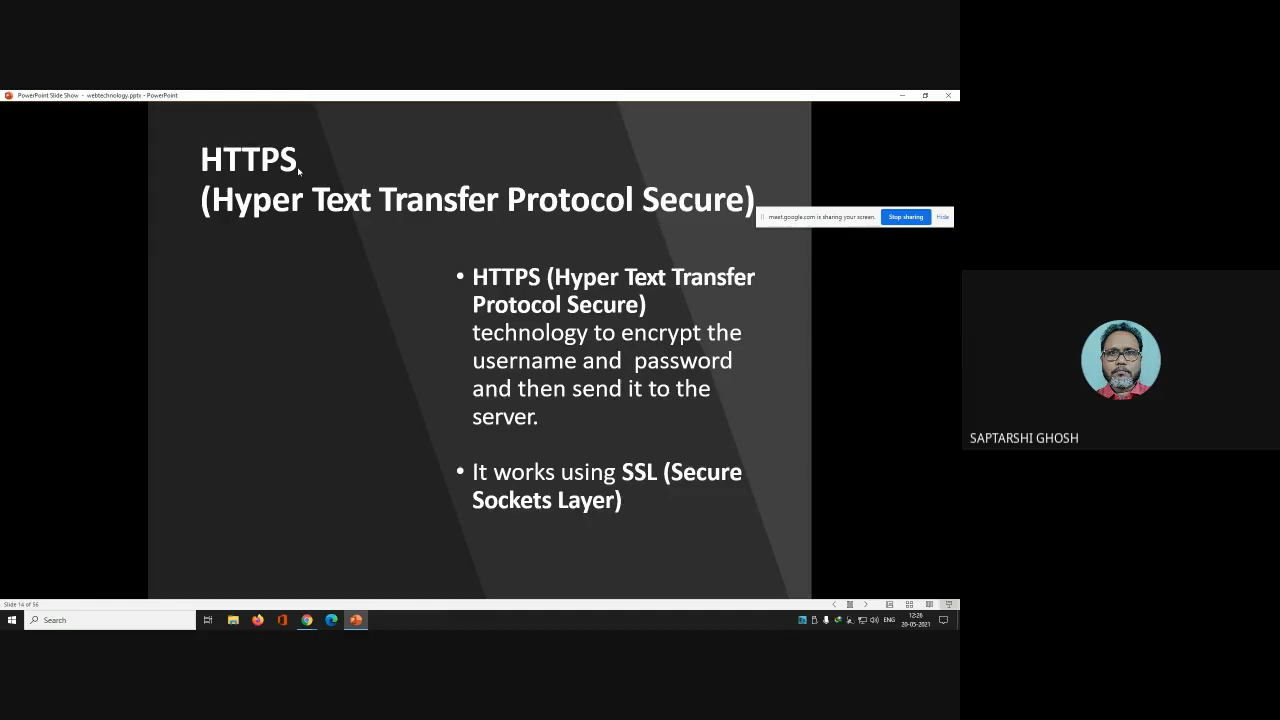 PowerPoint Slide Show - webtechnology.pptx - PowerPoint
HTTPS
(Hyper Text Transfer Protocol Secure)
meet.google.com is sharing your screen.
Stop sharing
Hide
• HTTPS (Hyper Text Transfer
Protocol Secure)
technology to encrypt the
username and password
and then send it to the
server.
• It works using SSL (Secure
Sockets Layer)
SAPTARSHI GHOSH
Slide 14 of 56
Search
ENG
12:26
20-05-2021